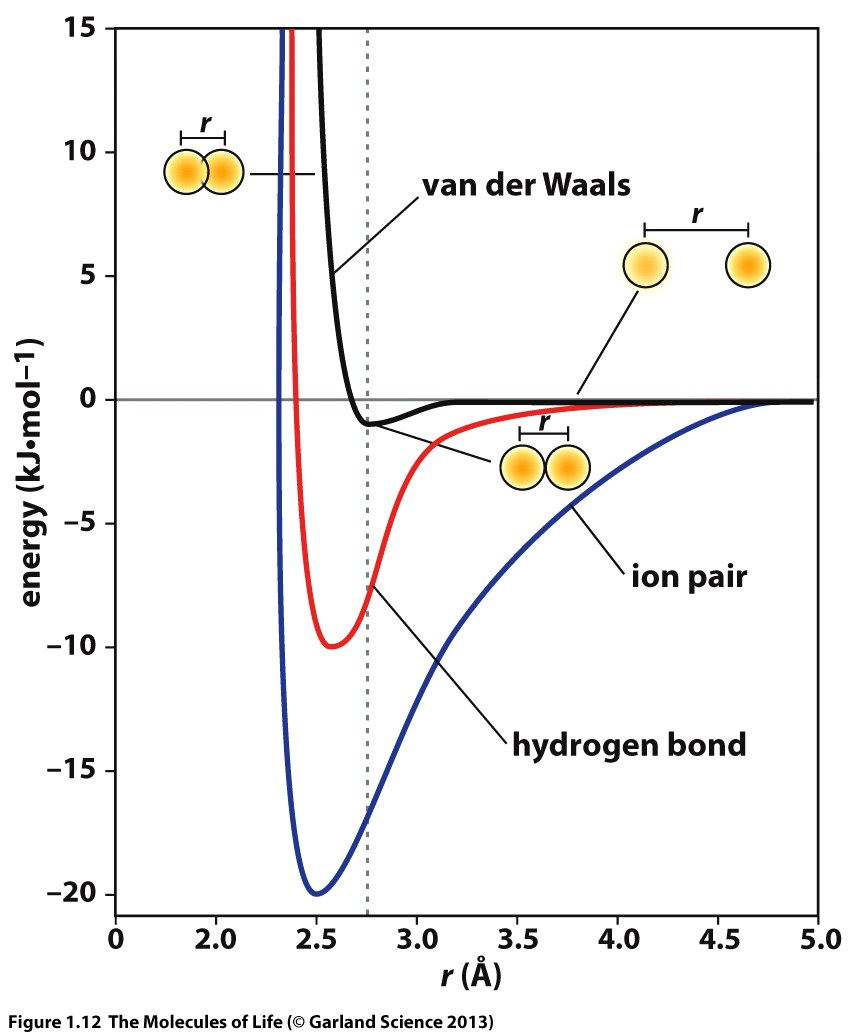 15
10
5
0
−5
−10
−15
−20
energy (kJ•mol−1)
r
van der Waals
r
r
ion pair
hydrogen bond
0 2.0 2.5 3.0 3.5 4.0 4.5 5.0
r (Å)
Figure 1.12 The Molecules of Life (© Garland Science 2013)